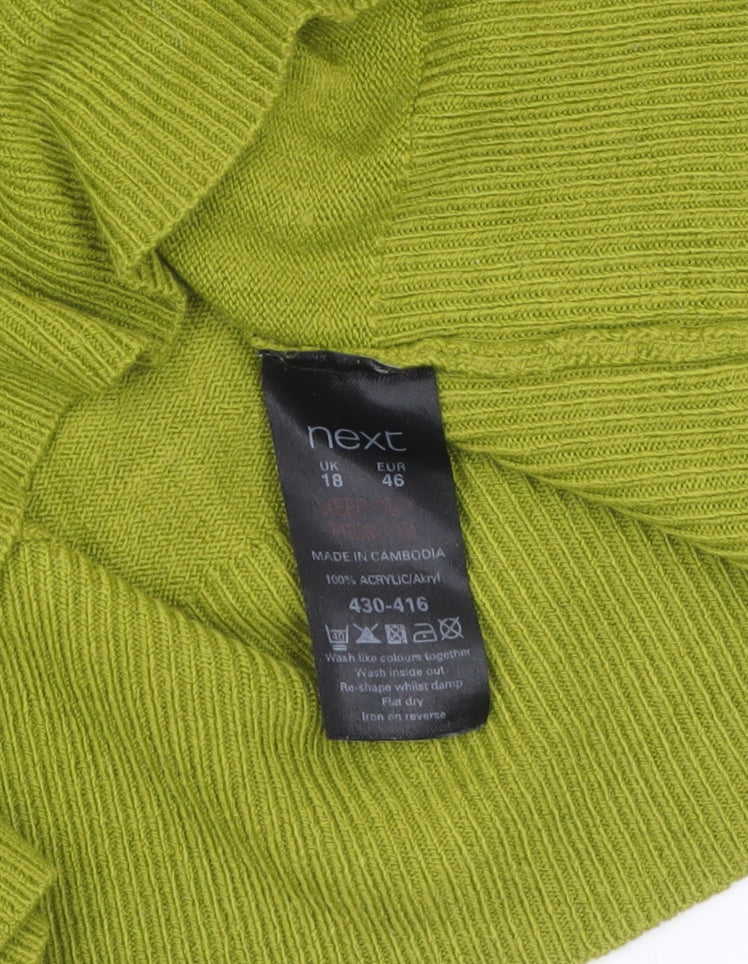 next
UK EUR
18 46
MADE IN CAMBODIA
100% ACRYLIC/Akryl
430-416
30
Wash like colours together
Wash inside out
Re-shape whilst damp
Flat dry
Iron on reverse